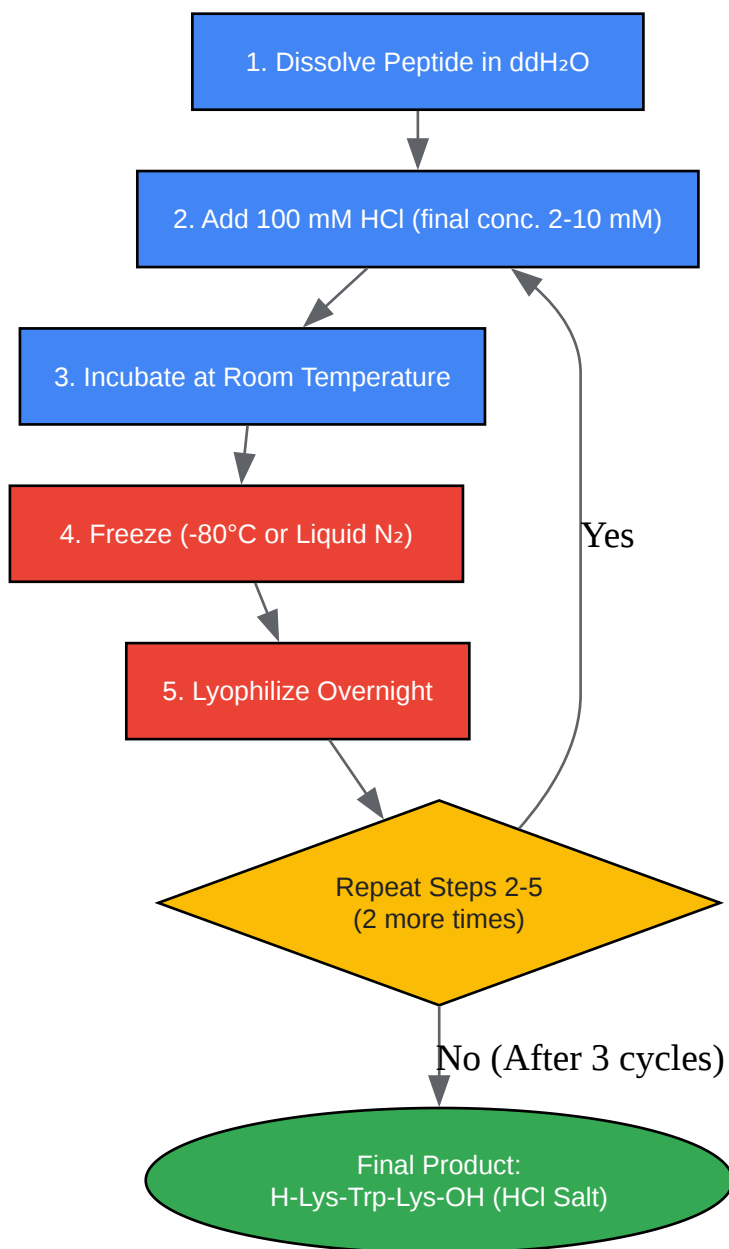 1. Dissolve Peptide in ddH₂O
2. Add 100 mM HCl (final conc. 2-10 mM)
3. Incubate at Room Temperature
4. Freeze (-80°C or Liquid N₂)
Yes
5. Lyophilize Overnight
Repeat Steps 2-5
(2 more times)
No (After 3 cycles)
Final Product:
H-Lys-Trp-Lys-OH (HCl Salt)